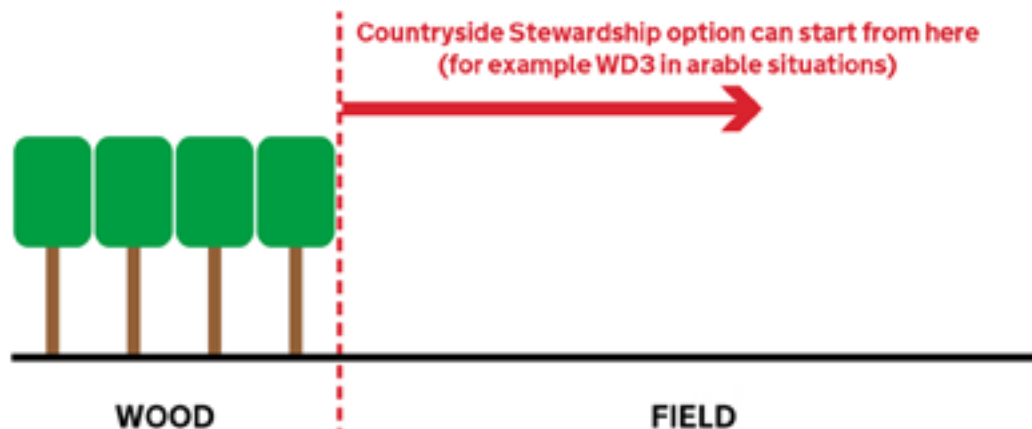 Countryside Stewardship option can start from here
(for example WD3 in arable situations)
WOOD
FIELD